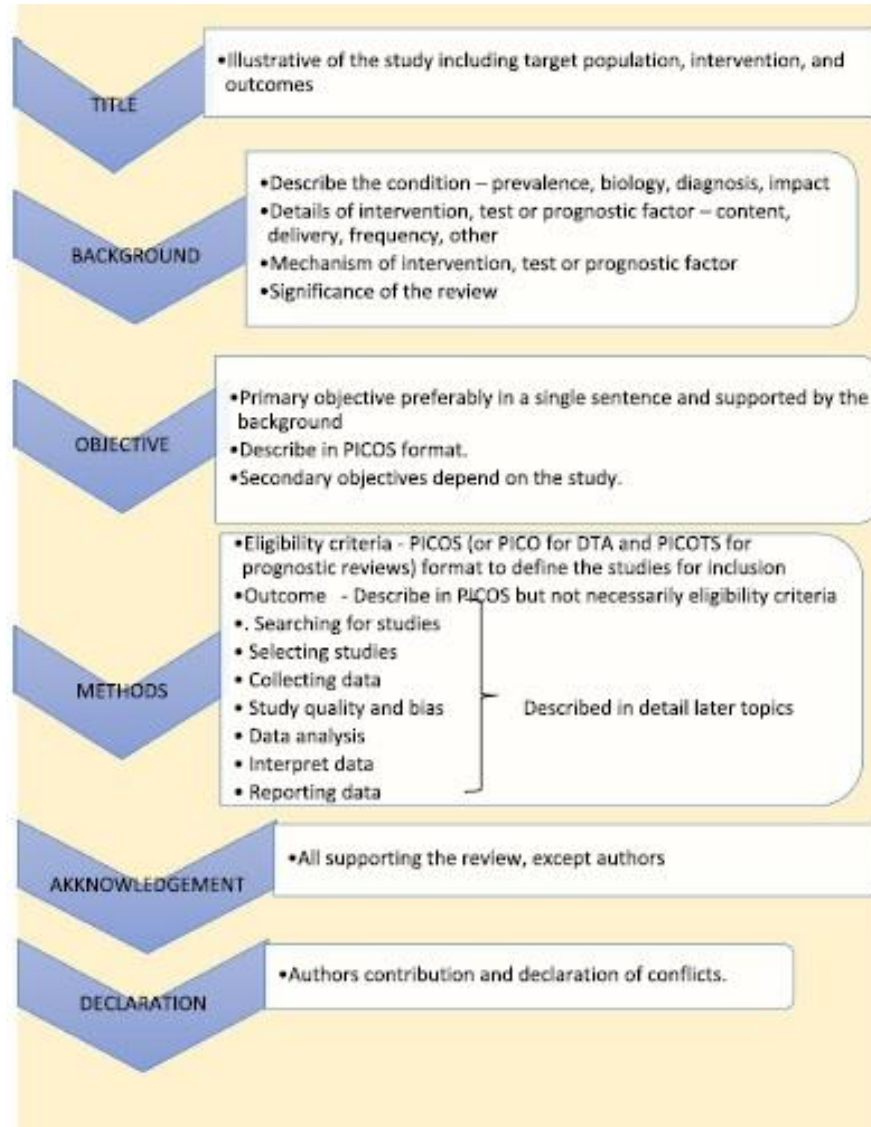 TITLE
•Illustrative of the study including target population, intervention, and
outcomes
BACKGROUND
•Describe the condition – prevalence, biology, diagnosis, impact
•Details of intervention, test or prognostic factor – content,
delivery, frequency, other
•Mechanism of intervention, test or prognostic factor
•Significance of the review
OBJECTIVE
•Primary objective preferably in a single sentence and supported by the
background
•Describe in PICOS format.
•Secondary objectives depend on the study.
METHODS
•Eligibility criteria - PICOS (or PICO for DTA and PICOTS for
prognostic reviews) format to define the studies for inclusion
•Outcome - Describe in PICOS but not necessarily eligibility criteria
•. Searching for studies
• Selecting studies
• Collecting data
• Study quality and bias
• Data analysis
• Interpret data
• Reporting data
Described in detail later topics
AKKNOWLEDGEMENT
•All supporting the review, except authors
DECLARATION
•Authors contribution and declaration of conflicts.